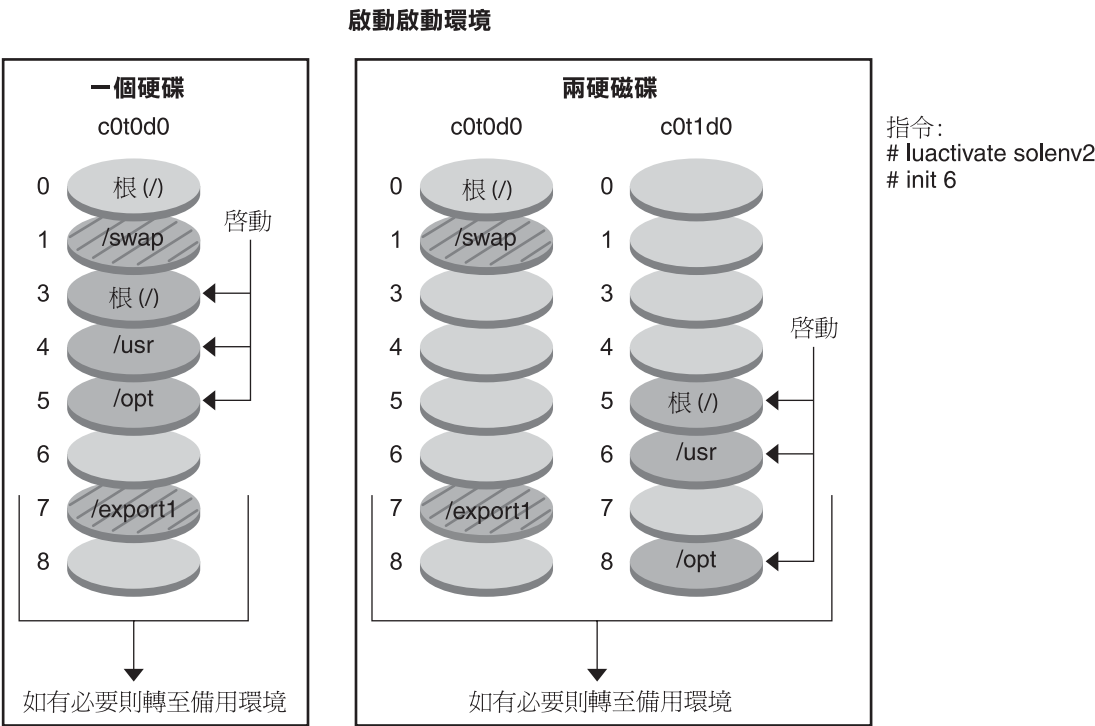 啟動啟動環境
一個硬碟
c0t0d0
0 根 (/)
啓動
1 /swap
3 根 (/)
4 /usr
5 /opt
6
7 /export1
8
如有必要則轉至備用環境
兩硬磁碟
c0t0d0
0 根 (/)
1 /swap
3
4
5
6
7 /export1
8
c0t1d0
0
1
3
4
啓動
5 根 (/)
6 /usr
7
8 /opt
如有必要則轉至備用環境
指令:
# luactivate solenv2
# init 6